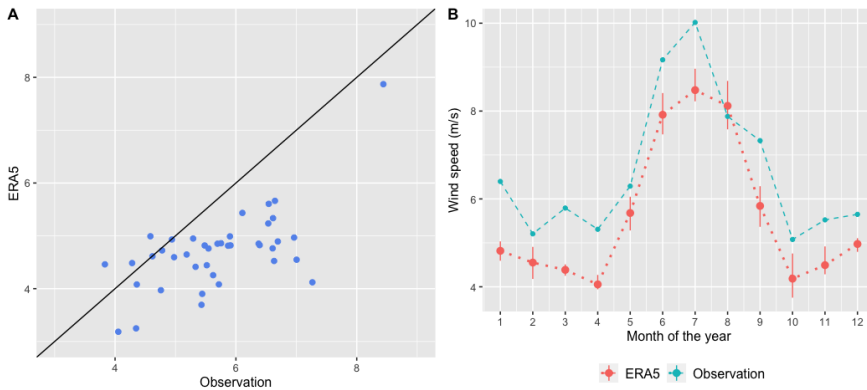 A
ERA5
8
6
4
4 6 8
Observation
B
Wind speed (m/s)
10
8
6
4
1 2 3 4 5 6 7 8 9 10 11 12
Month of the year
ERA5 Observation